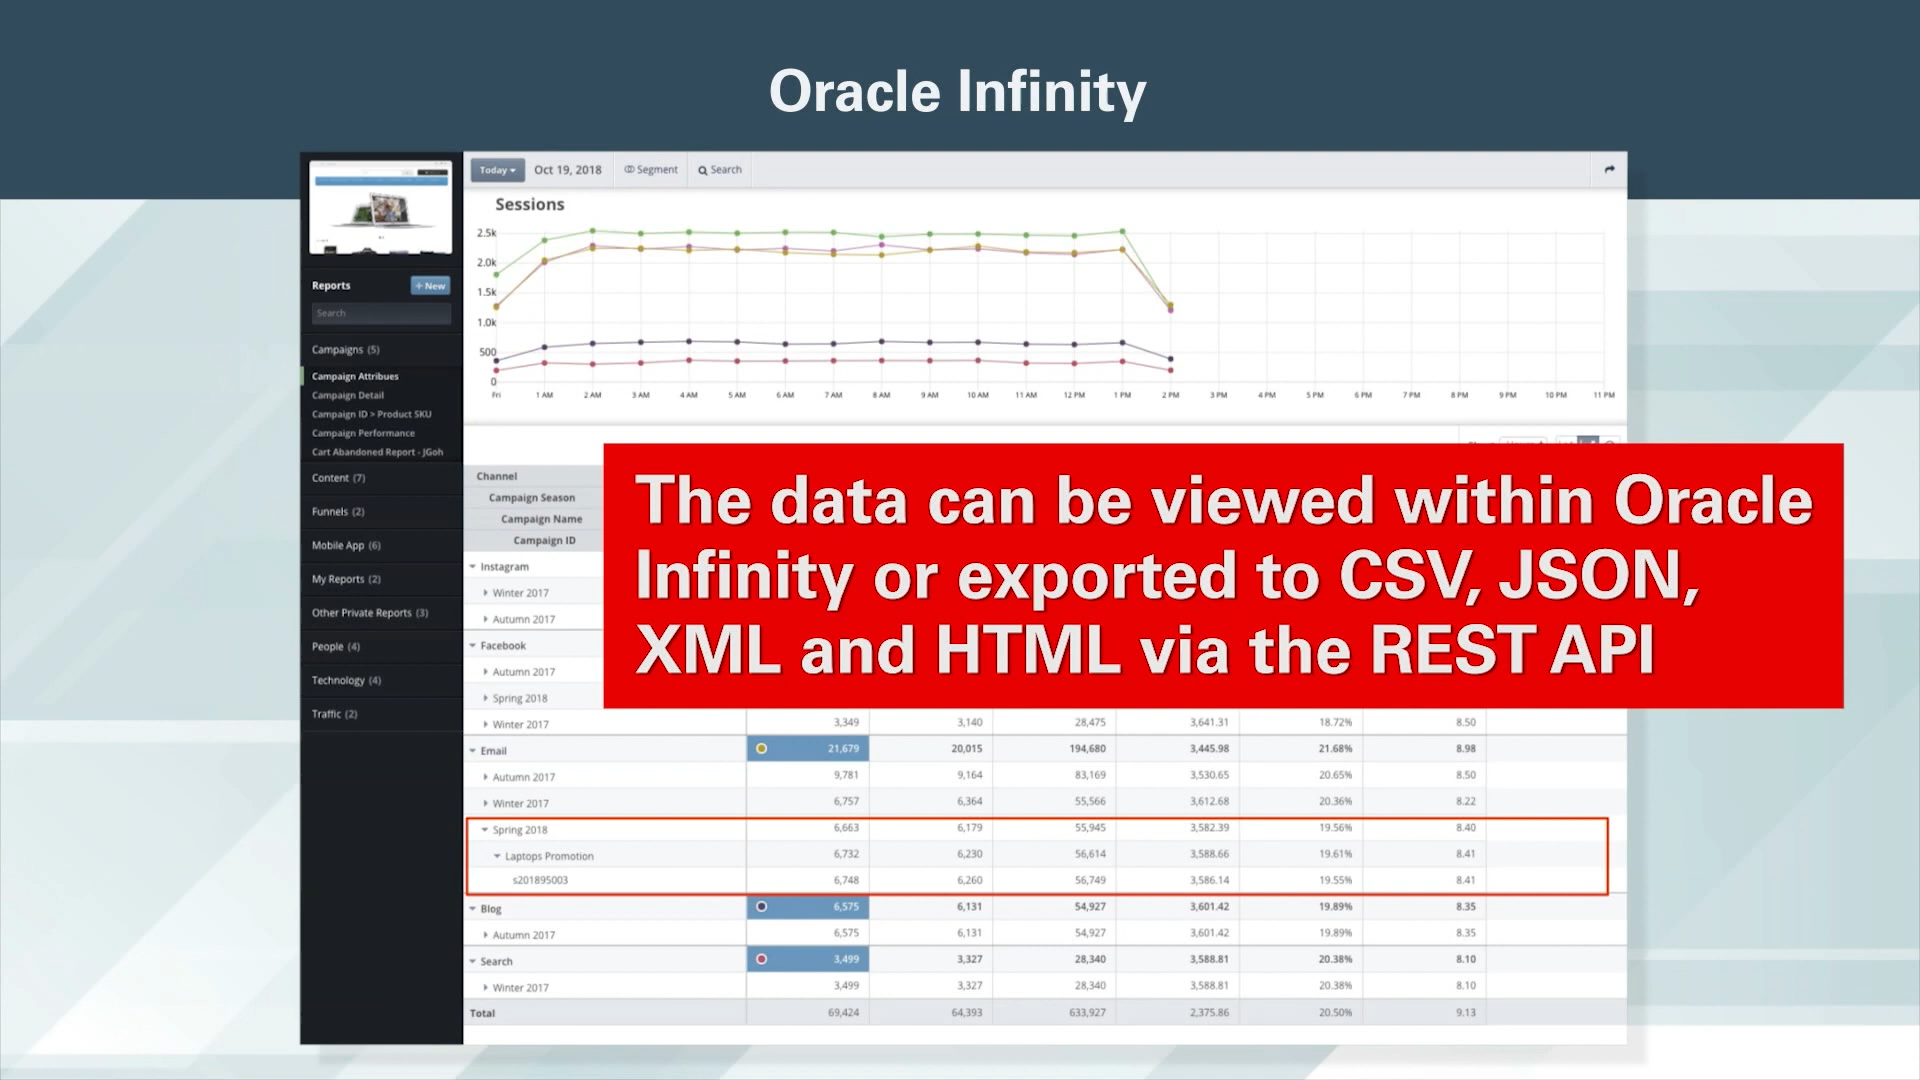 Oracle Infinity
Today
Oct 19, 2018
Segment
Search
Sessions
2.5k
2.0k
1.5k
1.0k
500
0
Fri 1 AM 2 AM 3 AM 4 AM 5 AM 6 AM 7 AM 8 AM 9 AM 10 AM 11 AM 12 PM 1 PM 2 PM 3 PM 4 PM 5 PM 6 PM 7 PM 8 PM 9 PM 10 PM 11 PM
Reports
+ New
Search
Campaigns (5)
Campaign Attribues
Campaign Detail
Campaign ID > Product SKU
Campaign Performance
Cart Abandoned Report - JGoh
Content (7)
Funnels (2)
Mobile App (6)
My Reports (2)
Other Private Reports (3)
People (4)
Technology (4)
Traffic (2)
The data can be viewed within Oracle
Infinity or exported to CSV, JSON,
XML and HTML via the REST API
Channel
Campaign Season
Campaign Name
Campaign ID
Instagram
Winter 2017
Autumn 2017
Facebook
Autumn 2017
Spring 2018
Winter 2017 3,349 3,140 28,475 3,641.31 18.72% 8.50
Email 21,679 20,015 194,680 3,445.98 21.68% 8.98
Autumn 2017 9,781 9,164 83,169 3,530.65 20.65% 8.50
Winter 2017 6,757 6,364 55,566 3,612.68 20.36% 8.22
Spring 2018 6,663 6,179 55,945 3,582.39 19.56% 8.40
Laptops Promotion 6,732 6,230 56,614 3,588.66 19.61% 8.41
s201895003 6,748 6,260 56,749 3,586.14 19.55% 8.41
Blog 6,575 6,131 54,927 3,601.42 19.89% 8.35
Autumn 2017 6,575 6,131 54,927 3,601.42 19.89% 8.35
Search 3,499 3,327 28,340 3,588.81 20.38% 8.10
Winter 2017 3,499 3,327 28,340 3,588.81 20.38% 8.10
Total 69,424 64,393 633,927 2,375.86 20.50% 9.13